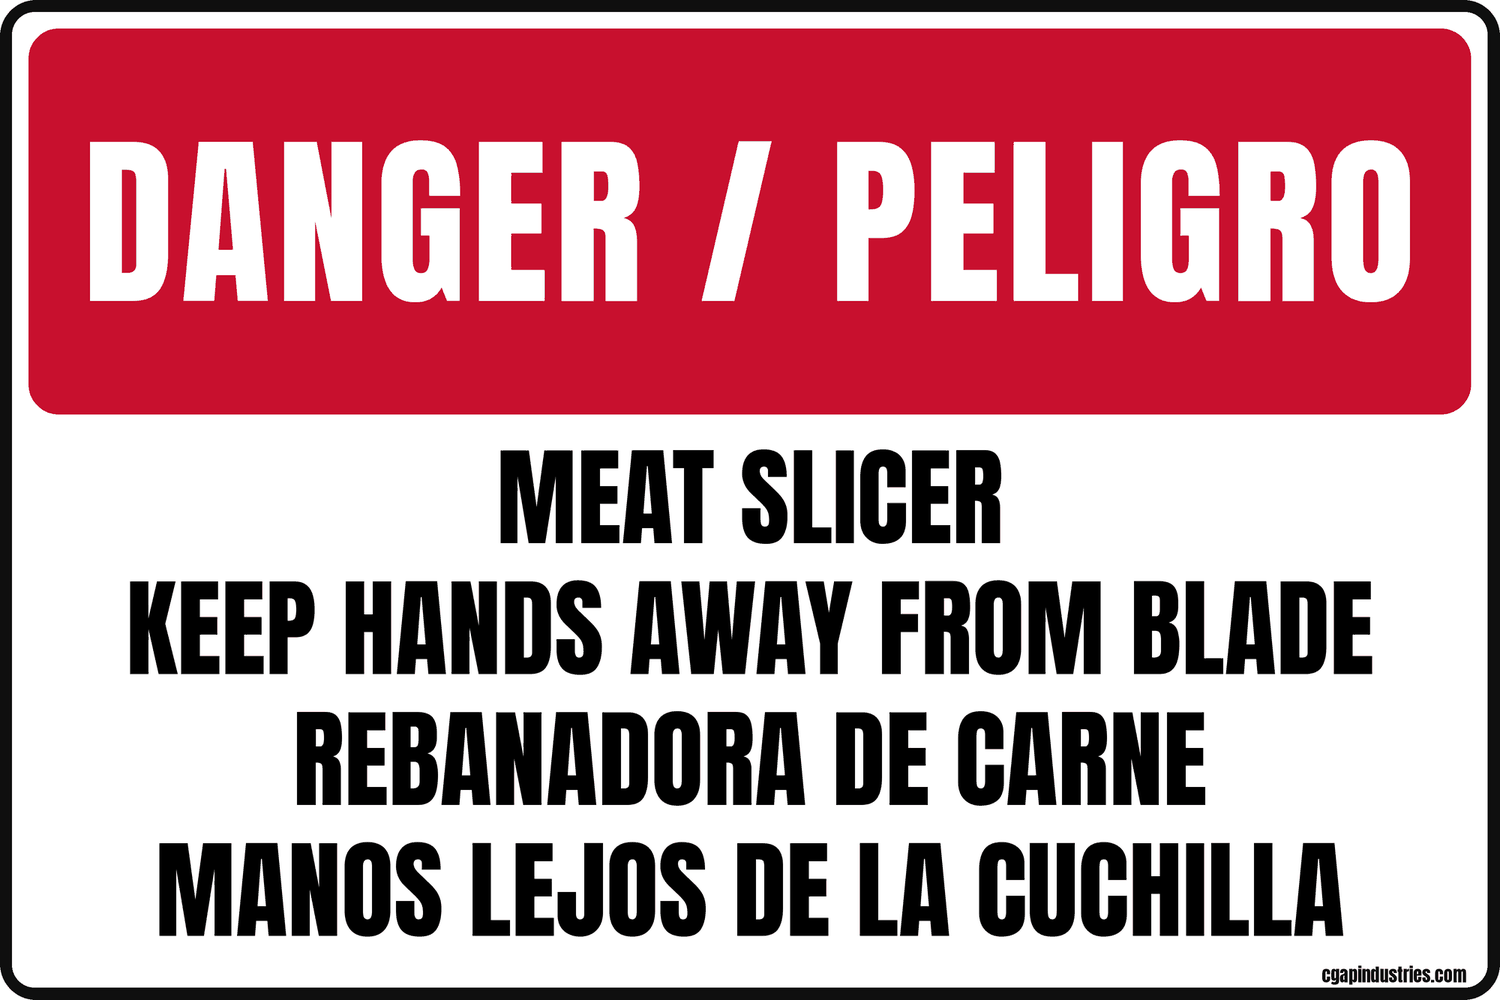 DANGER / PELIGRO
MEAT SLICER
KEEP HANDS AWAY FROM BLADE
REBANADORA DE CARNE
MANOS LEJOS DE LA CUCHILLA
cgapindustries.com